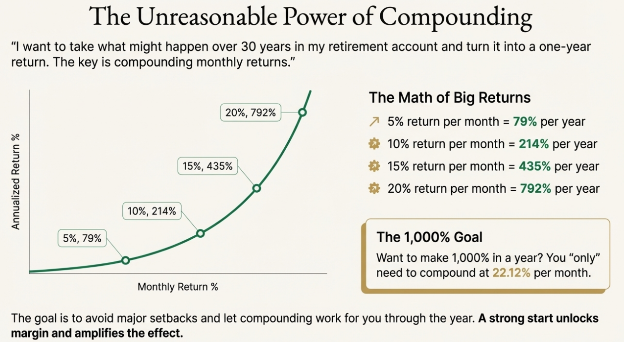 The Unreasonable Power of Compounding
“I want to take what might happen over 30 years in my retirement account and turn it into a one-year
return. The key is compounding monthly returns.”
Annualized Return %
5%, 79%
10%, 214%
15%, 435%
20%, 792%
Monthly Return %
The Math of Big Returns
5% return per month = 79% per year
10% return per month = 214% per year
15% return per month = 435% per year
20% return per month = 792% per year
The 1,000% Goal
Want to make 1,000% in a year? You “only”
need to compound at 22.12% per month.
The goal is to avoid major setbacks and let compounding work for you through the year. A strong start unlocks
margin and amplifies the effect.